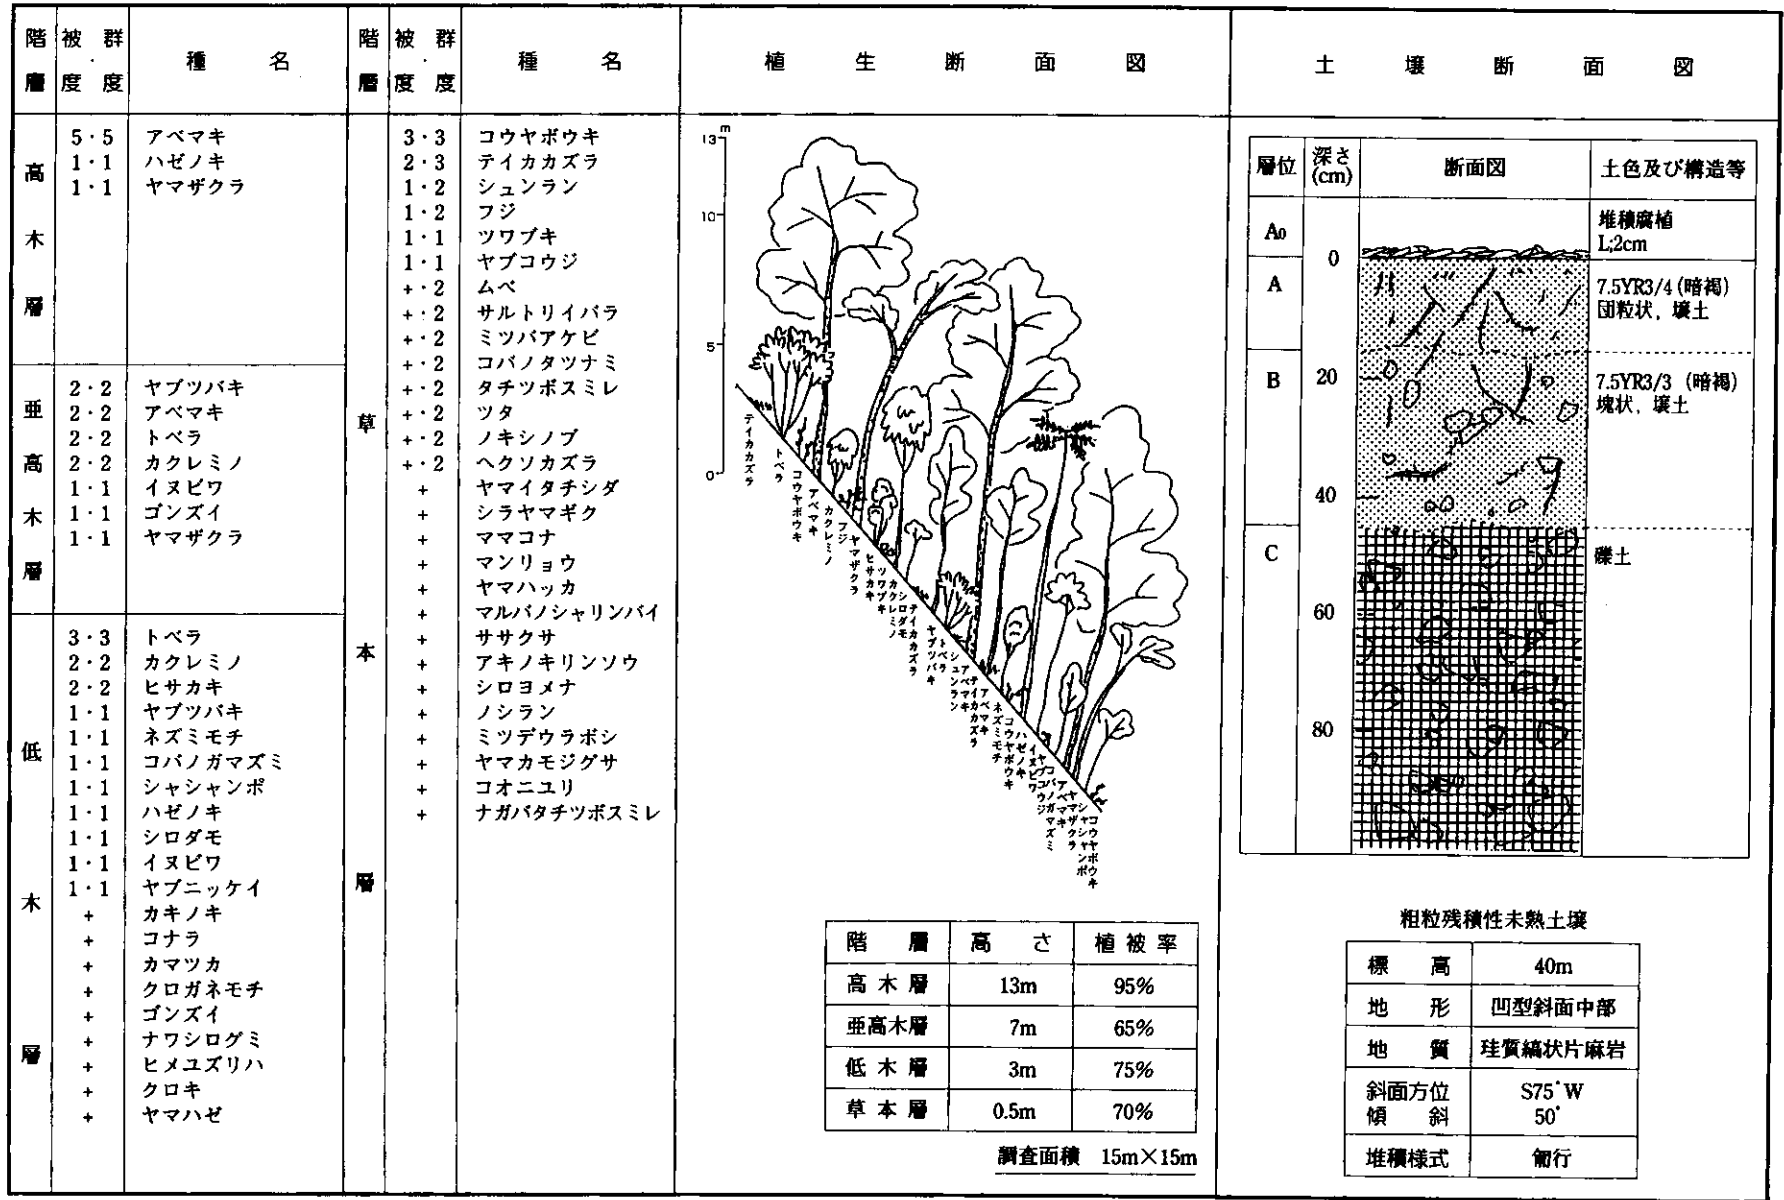 階層 被度・群度 種名
高木層
5・5 アベマキ
1・1 ハゼノキ
1・1 ヤマザクラ
亜高木層
2・2 ヤブツバキ
2・2 アベマキ
2・2 トベラ
2・2 カクレミノ
1・1 イヌビワ
1・1 ゴンズイ
1・1 ヤマザクラ
低木層
3・3 トベラ
2・2 カクレミノ
2・2 ヒサカキ
1・1 ヤブツバキ
1・1 ネズミモチ
1・1 コバノガマズミ
1・1 シャシャンポ
1・1 ハゼノキ
1・1 シロダモ
1・1 イヌビワ
1・1 ヤブニッケイ
+ カキノキ
+ コナラ
+ カマツカ
+ クロガネモチ
+ ゴンズイ
+ ナワシログミ
+ ヒメユズリハ
+ クロキ
+ ヤマハゼ
階層 被度・群度 種名
草本層
3・3 コウヤボウキ
2・3 テイカカズラ
1・2 シュンラン
1・2 フジ
1・1 ツワブキ
1・1 ヤブコウジ
+・2 ムベ
+・2 サルトリイバラ
+・2 ミツバアケビ
+・2 コバノタツナミ
+・2 タチツボスミレ
+・2 ツタ
+・2 ノキシノブ
+・2 ヘクソカズラ
+ ヤマイタチシダ
+ シラヤマギク
+ ママコナ
+ マンリョウ
+ ヤマハッカ
+ マルバノシャリンバイ
+ ササクサ
+ アキノキリンソウ
+ シロヨメナ
+ ノシラン
+ ミツデウラボシ
+ ヤマカモジグサ
+ コオニユリ
+ ナガバタチツボスミレ
植生断面図
13m
10
5
0
テイカカズラ
トベラ
コウヤボウキ
アベマキ
カクレミノ
フジ
ヤマザクラ
ヒサカキ
ツワブキ
カクレミノ
シロダモ
テイカカズラ
ヤブツバキ
トベラ
シュンラン
アベマキ
テイカカズラ
アベマキ
ネズミモチ
コウヤボウキ
ハゼノキ
イヌビワ
ヤブコウジ
コバノガマズミ
アベマキ
ヤマザクラ
シャシャンポ
コウヤボウキ
階層 高さ 植被率
高木層 13m 95%
亜高木層 7m 65%
低木層 3m 75%
草本層 0.5m 70%
調査面積 15m×15m
土壌断面図
層位 深さ(cm) 断面図 土色及び構造等
A0 堆積腐植
L;2cm
0
A 7.5YR3/4(暗褐)
団粒状，壌土
B 20 7.5YR3/3 (暗褐)
塊状，壌土
40
C 礫土
60
80
粗粒残積性未熟土壌
標高 40m
地形 凹型斜面中部
地質 珪質縞状片麻岩
斜面方位 S75°W
傾斜 50°
堆積様式 匍行